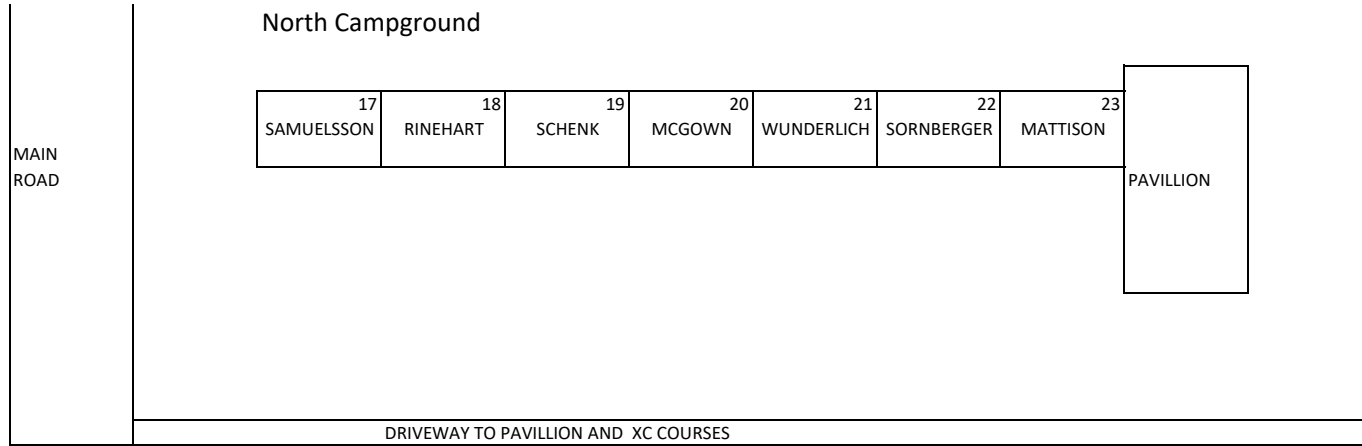 North Campground
17 18 19 20 21 22 23
SAMUELSSON RINEHART SCHENK MCGOWN WUNDERLICH SORNBERGER MATTISON
MAIN
ROAD
PAVILLION
DRIVEWAY TO PAVILLION AND XC COURSES